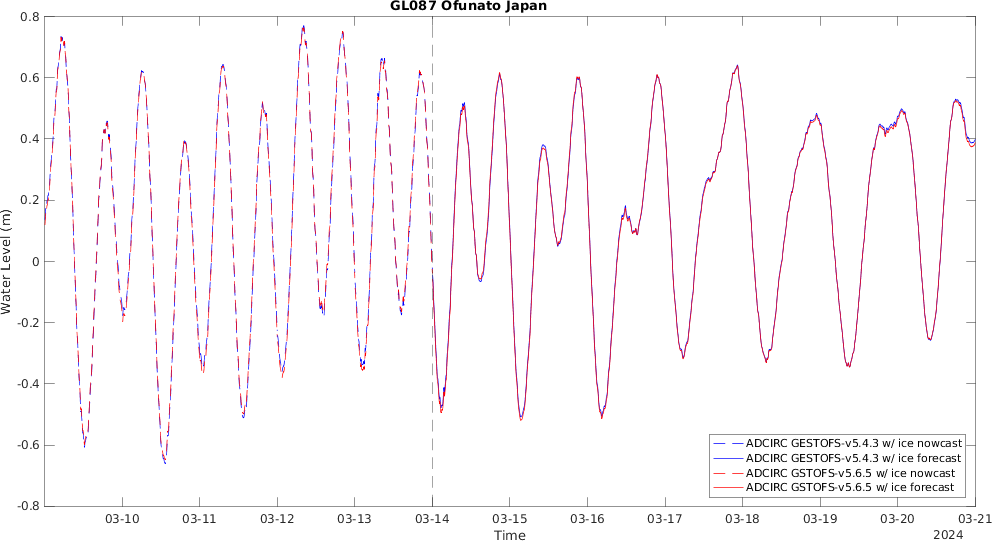 GL087 Ofunato Japan
0.8
0.6
0.4
0.2
0
-0.2
-0.4
-0.6
-0.8
Water Level (m)
03-10 03-11 03-12 03-13 03-14 03-15 03-16 03-17 03-18 03-19 03-20 03-21
Time
2024
ADCIRC GESTOFS-v5.4.3 w/ ice nowcast
ADCIRC GESTOFS-v5.4.3 w/ ice forecast
ADCIRC GSTOFS-v5.6.5 w/ ice nowcast
ADCIRC GSTOFS-v5.6.5 w/ ice forecast